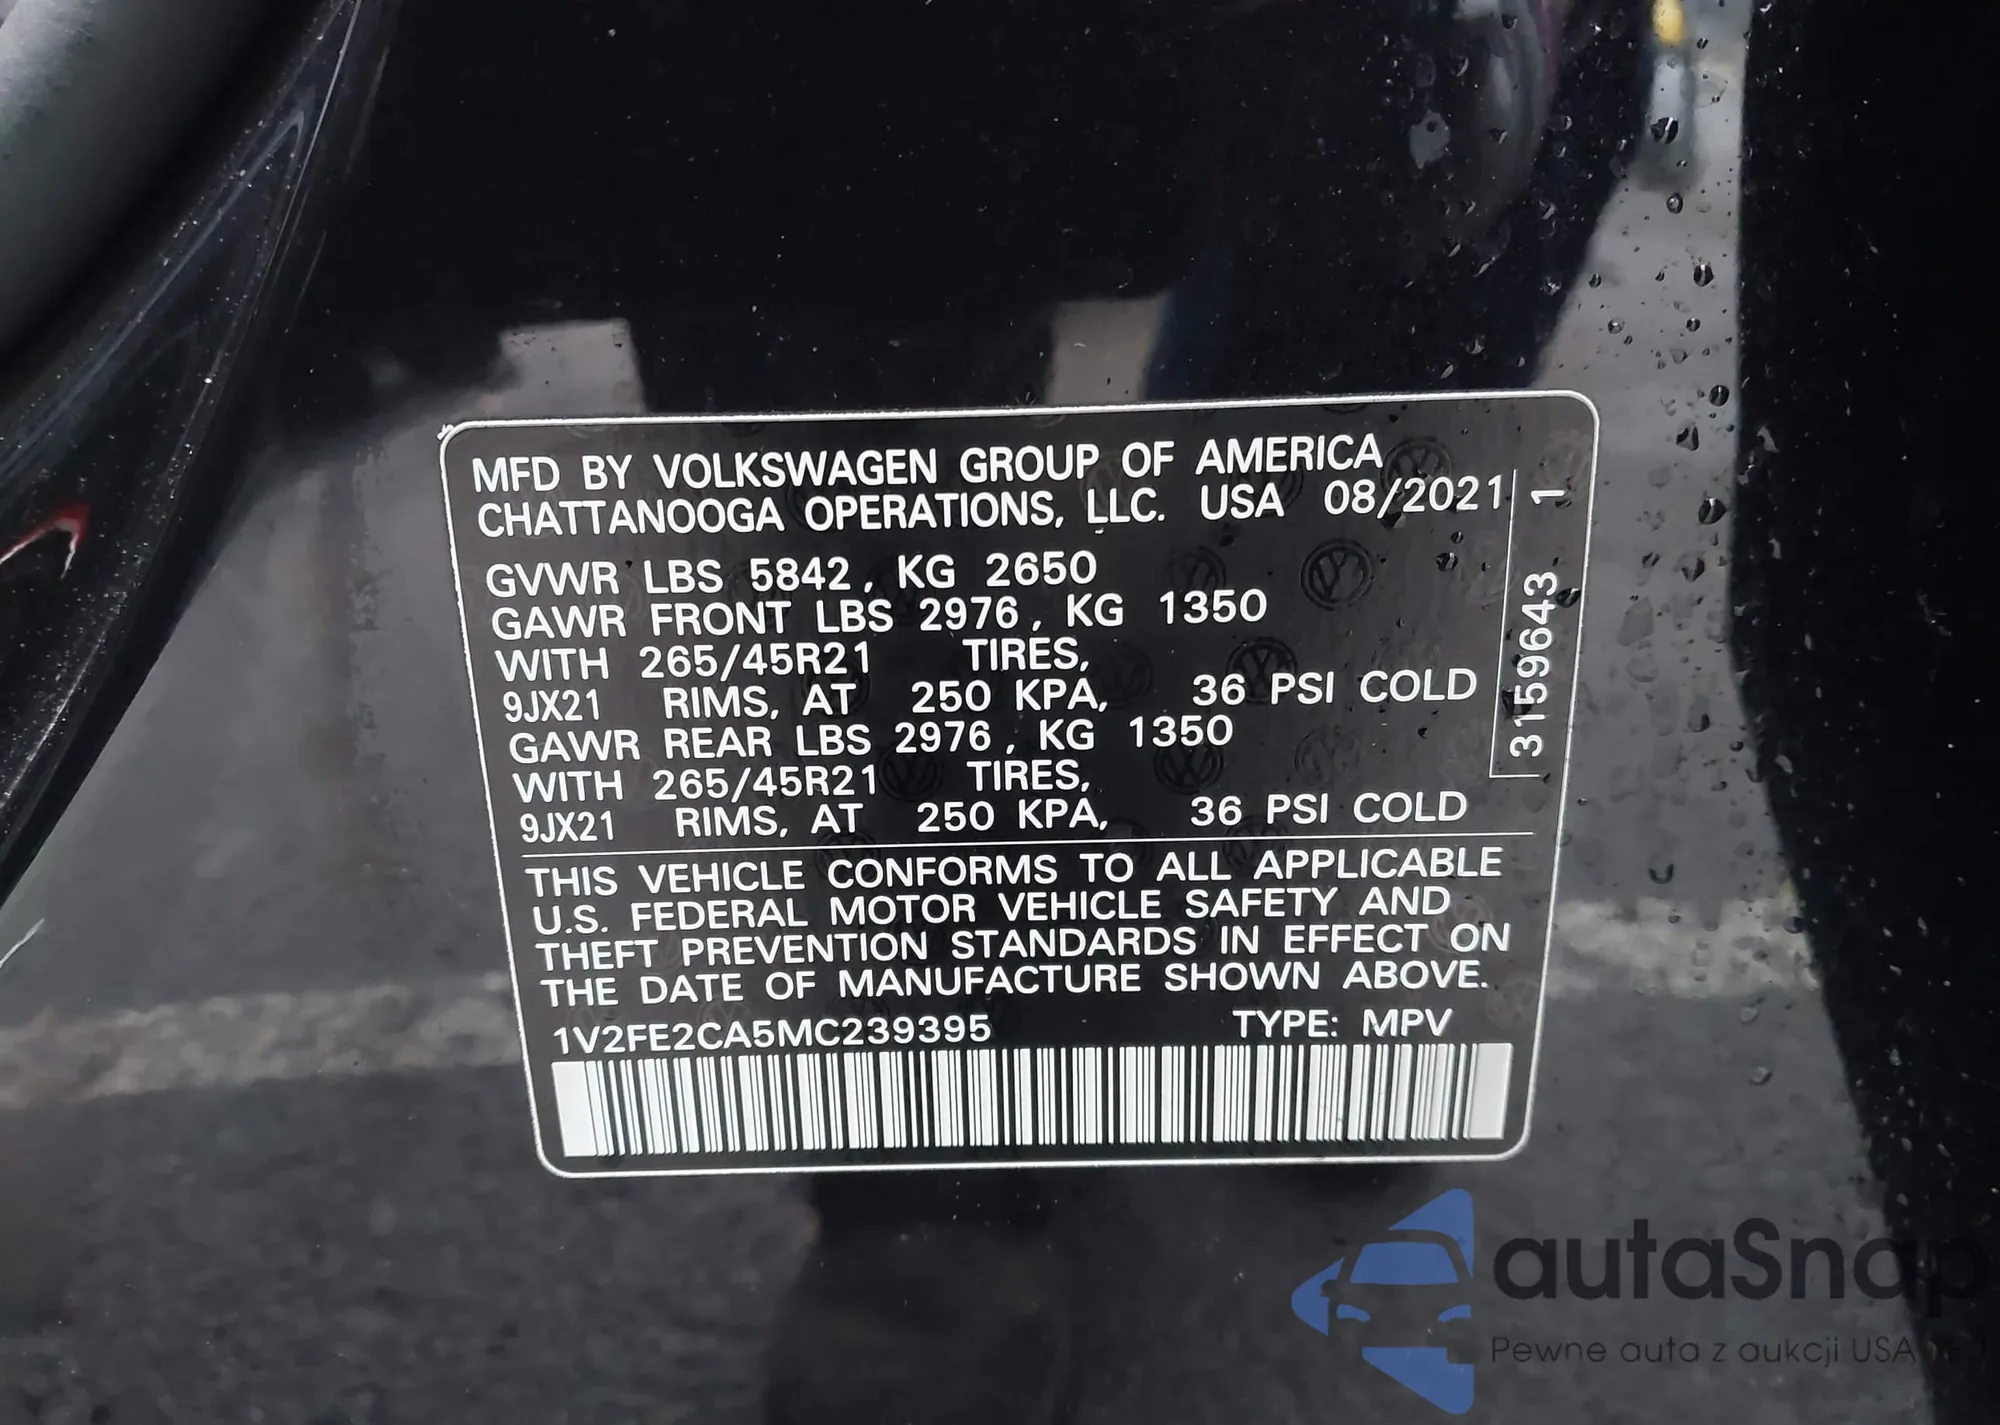 MFD BY VOLKSWAGEN GROUP OF AMERICA
CHATTANOOGA OPERATIONS, LLC. USA 08/2021
GVWR LBS 5842, KG 2650
GAWR FRONT LBS 2976, KG 1350
WITH 265/45R21 TIRES,
9JX21 RIMS, AT 250 KPA, 36 PSI COLD
GAWR REAR LBS 2976, KG 1350
WITH 265/45R21 TIRES,
9JX21 RIMS, AT 250 KPA, 36 PSI COLD
3159643 1
THIS VEHICLE CONFORMS TO ALL APPLICABLE
U.S. FEDERAL MOTOR VEHICLE SAFETY AND
THEFT PREVENTION STANDARDS IN EFFECT ON
THE DATE OF MANUFACTURE SHOWN ABOVE.
1V2FE2CA5MC239395 TYPE: MPV
autaSnap
Pewne auta z aukcji USA